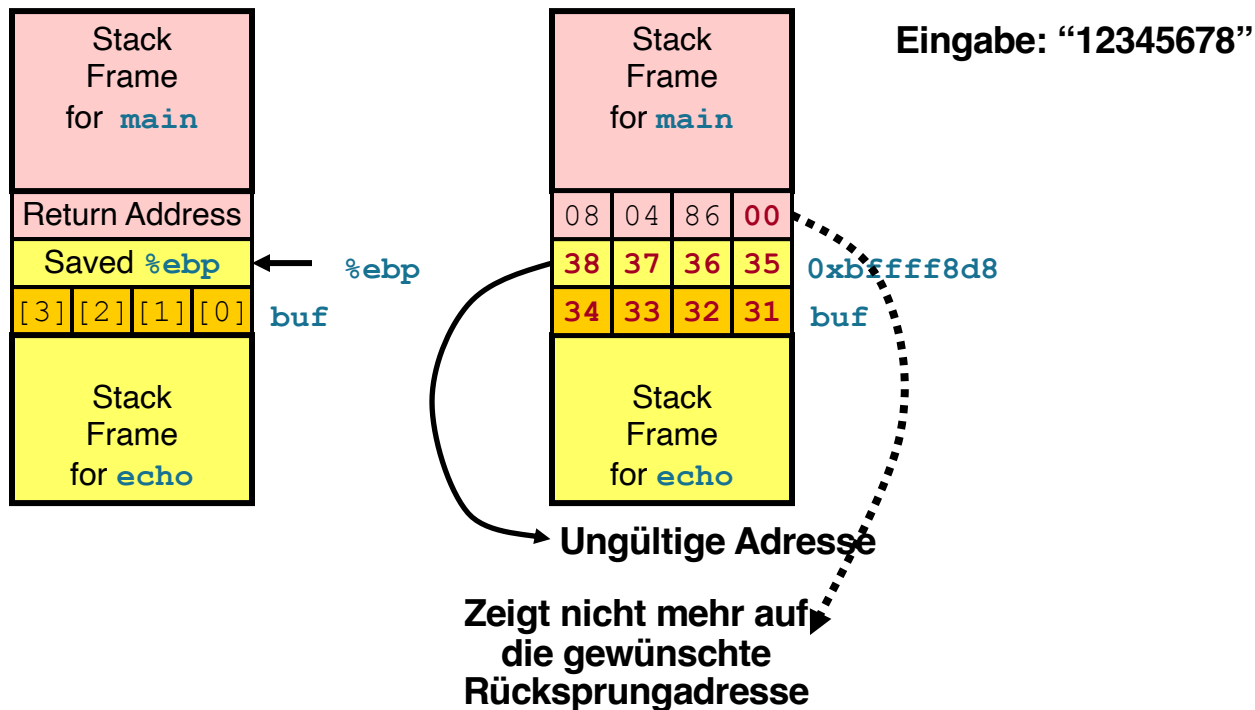 Stack
Frame
for main
Return Address
Saved %ebp
%ebp
[3] [2] [1] [0]
buf
Stack
Frame
for echo
Stack
Frame
for main
08 04 86 00
38 37 36 35
0xbffff8d8
34 33 32 31
buf
Stack
Frame
for echo
Eingabe: “12345678”
Ungültige Adresse
Zeigt nicht mehr auf
die gewünschte
Rücksprungadresse